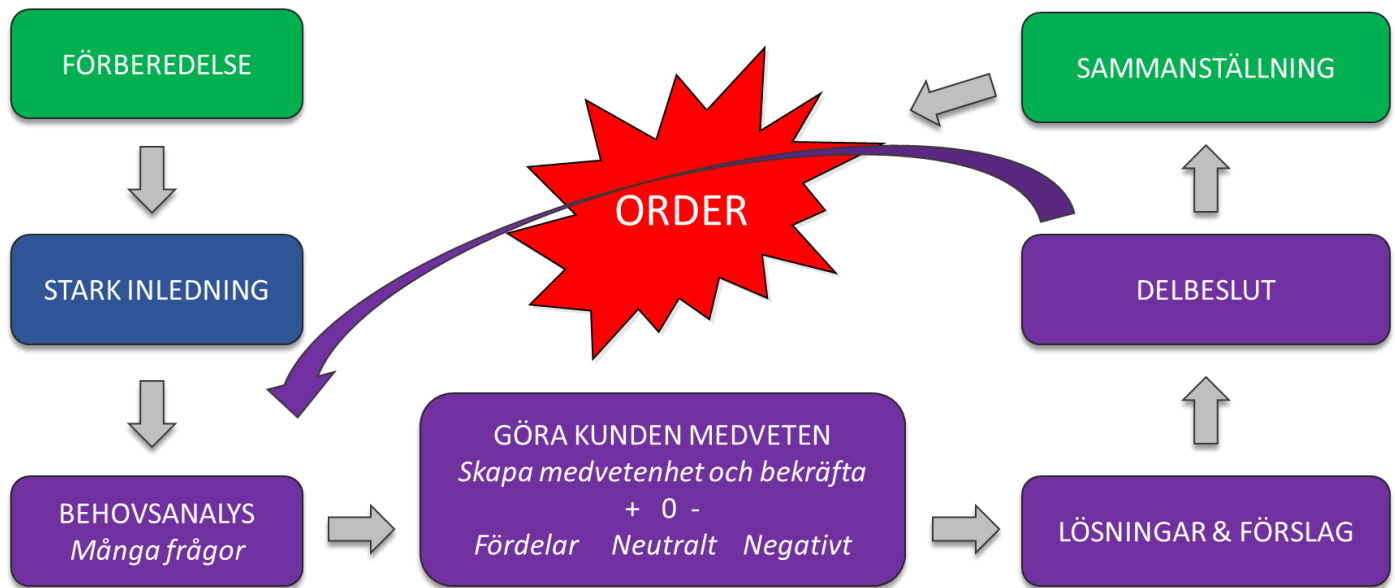 FÖRBEREDELSE
STARK INLEDNING
BEHOVSANALYS
Många frågor
GÖRA KUNDEN MEDVETEN
Skapa medvetenhet och bekräfta
+ 0 -
Fördelar Neutralt Negativt
LÖSNINGAR & FÖRSLAG
DELBESLUT
SAMMANSTÄLLNING
ORDER